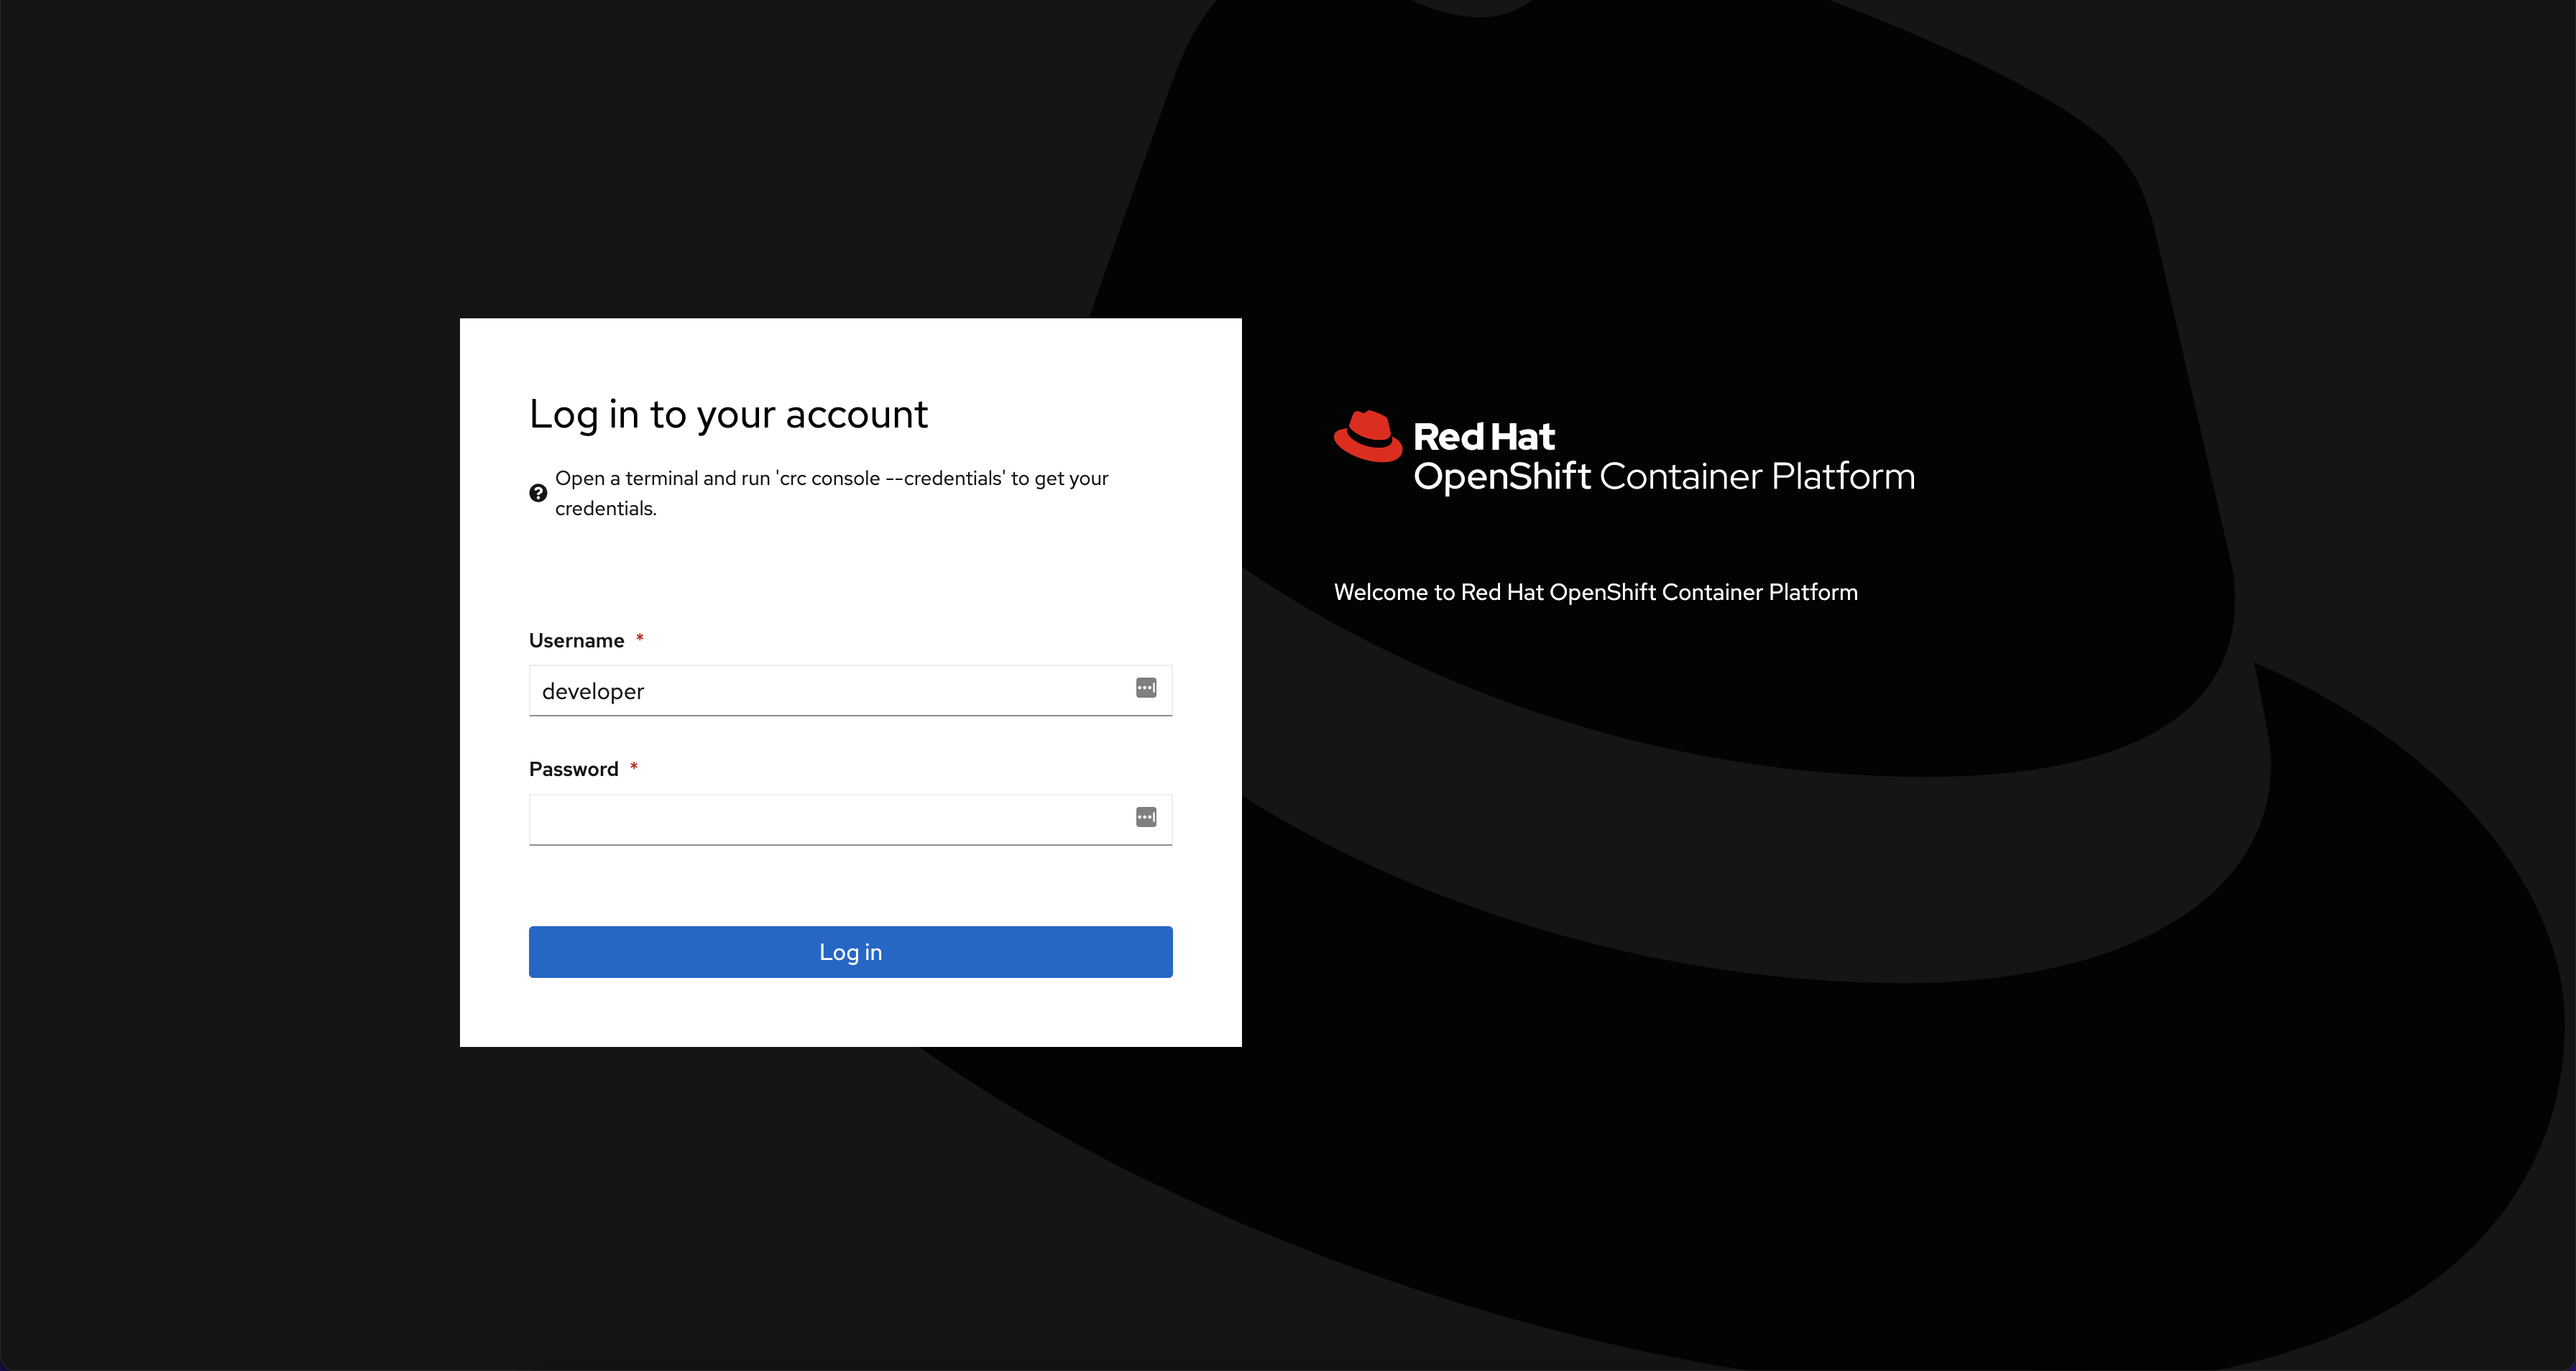 Log in to your account
Open a terminal and run 'crc console --credentials' to get your
credentials.
Username *
developer
Password *
Log in
Red Hat
OpenShift Container Platform
Welcome to Red Hat OpenShift Container Platform